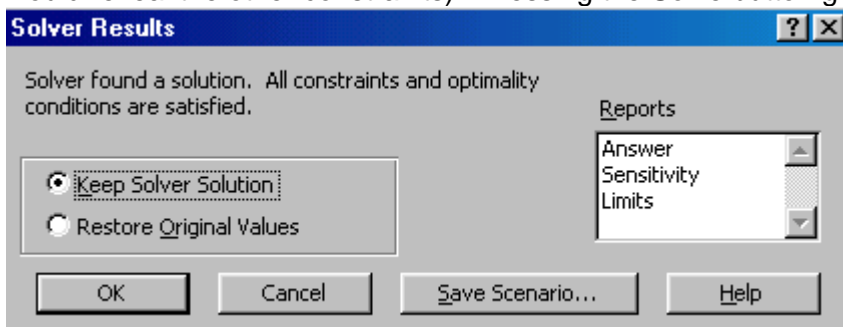 Solver Results
Solver found a solution. All constraints and optimality
conditions are satisfied.
Reports
Answer
Sensitivity
Limits
Keep Solver Solution
Restore Original Values
OK
Cancel
Save Scenario...
Help